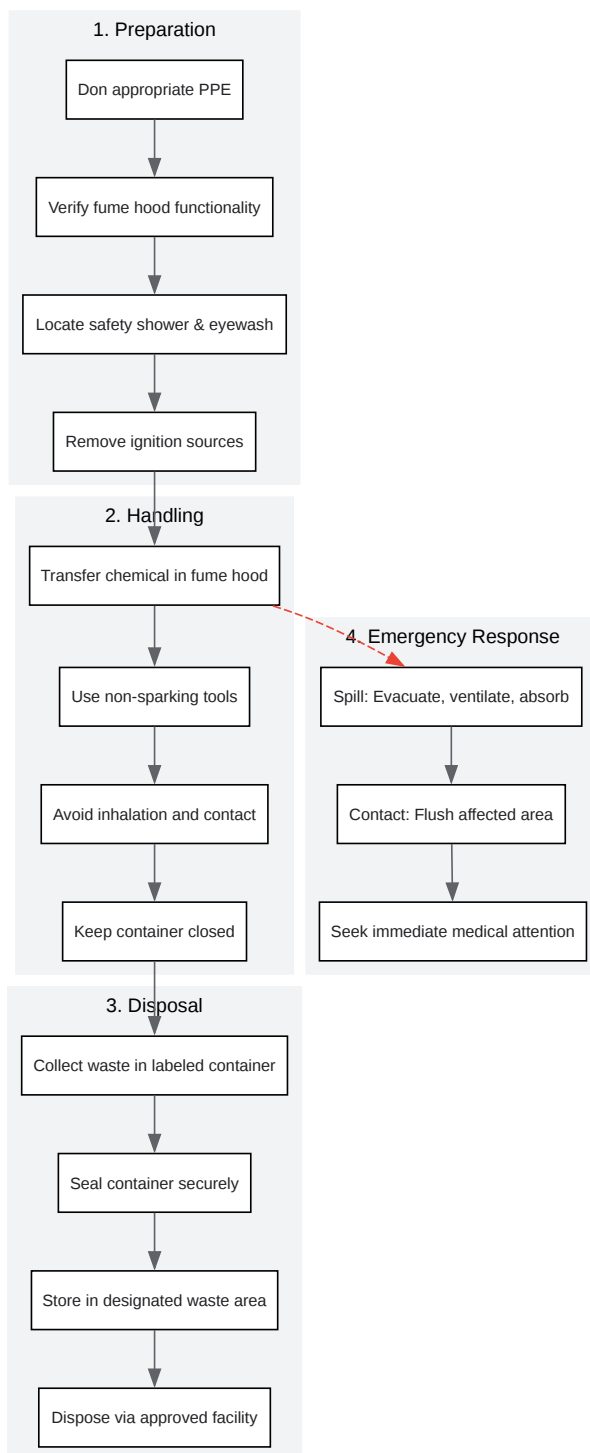 1. Preparation
Don appropriate PPE
Verify fume hood functionality
Locate safety shower & eyewash
Remove ignition sources
2. Handling
Transfer chemical in fume hood
Use non-sparking tools
Avoid inhalation and contact
Keep container closed
4. Emergency Response
Spill: Evacuate, ventilate, absorb
Contact: Flush affected area
Seek immediate medical attention
3. Disposal
Collect waste in labeled container
Seal container securely
Store in designated waste area
Dispose via approved facility